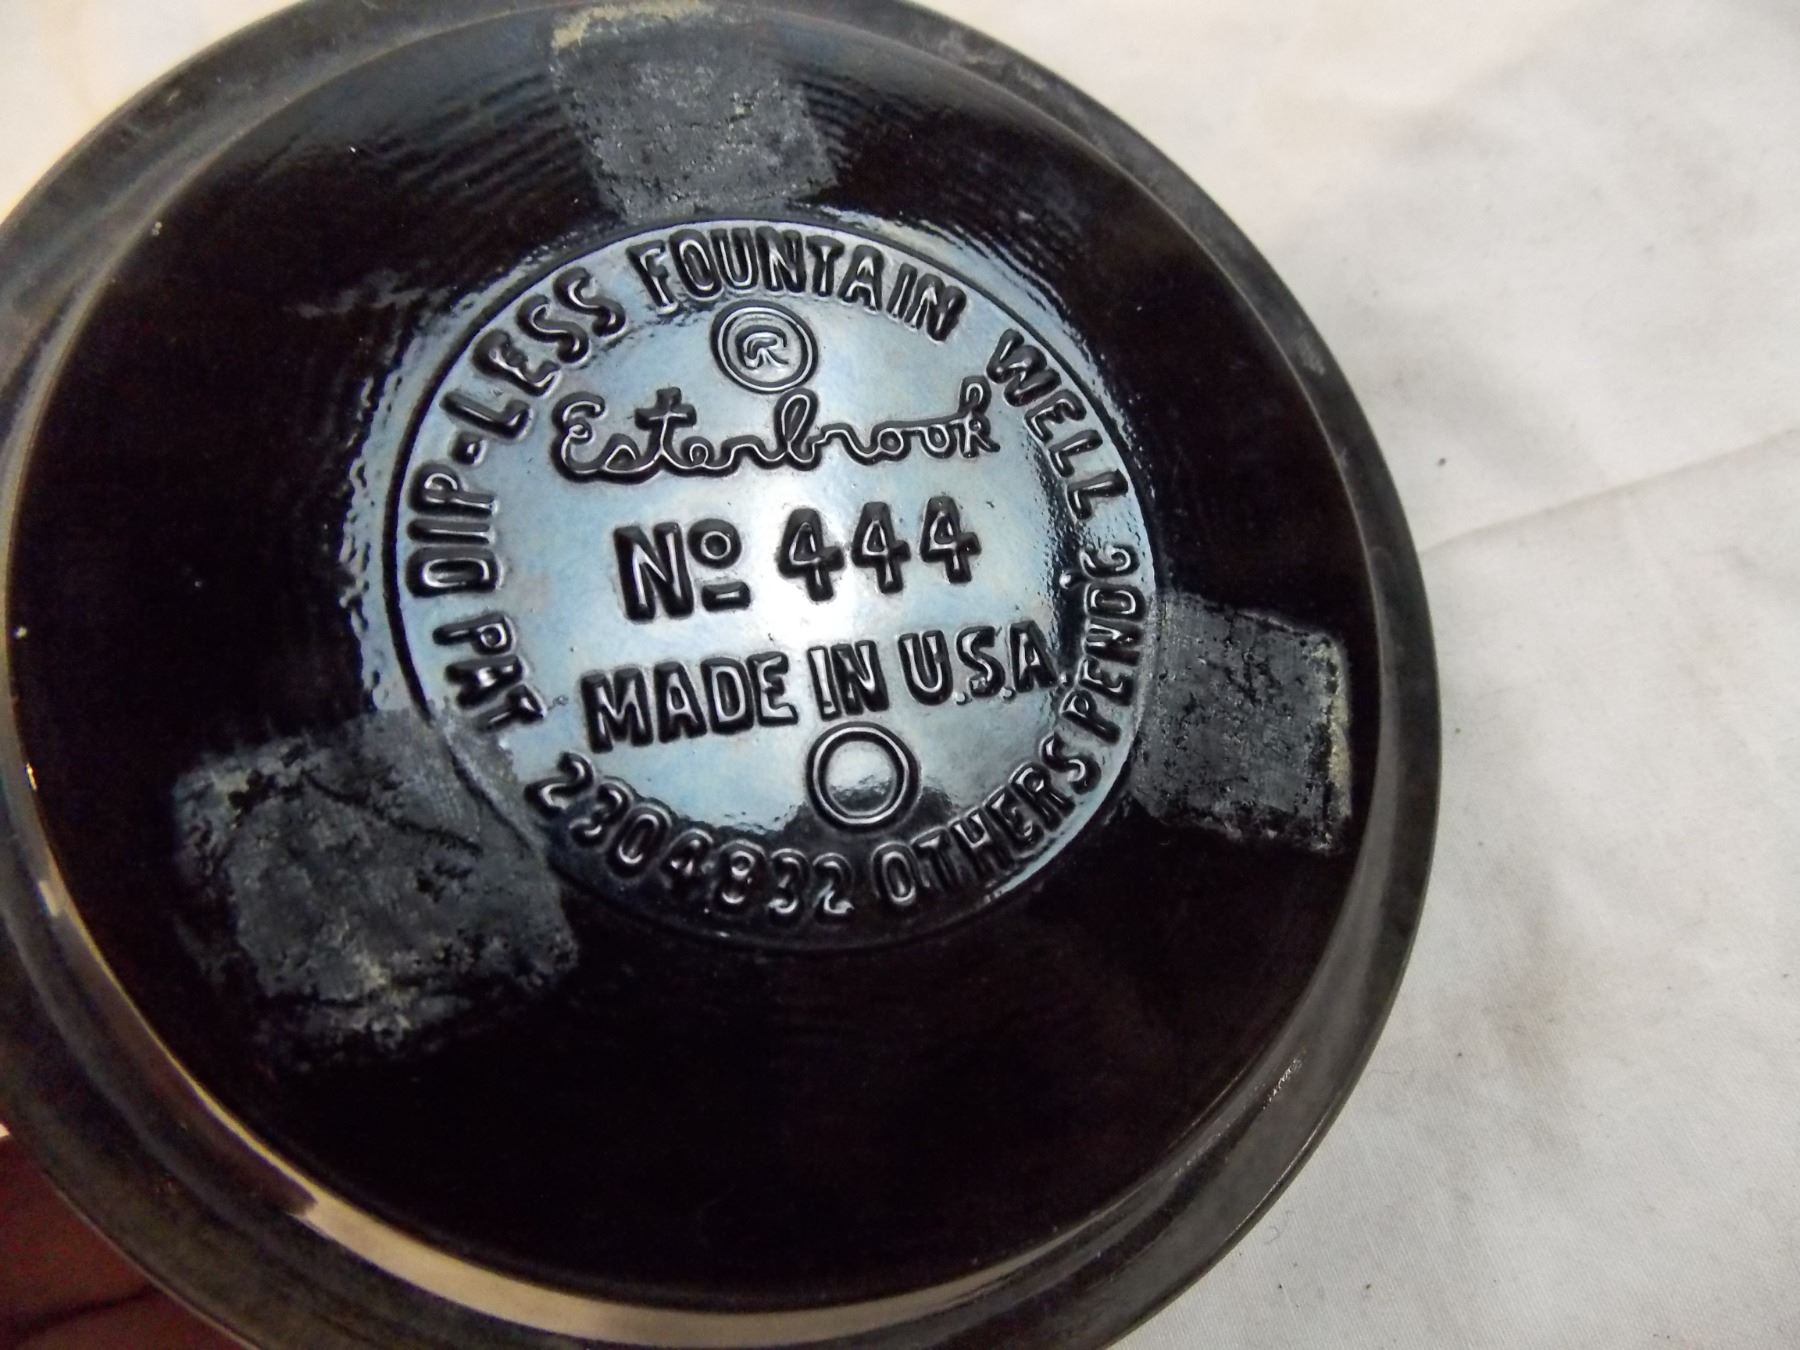 DIP-LESS FOUNTAIN WELL
Esterbrook
Nº 444
MADE IN U.S.A.
PAT 2304832 OTHERS PEND'G